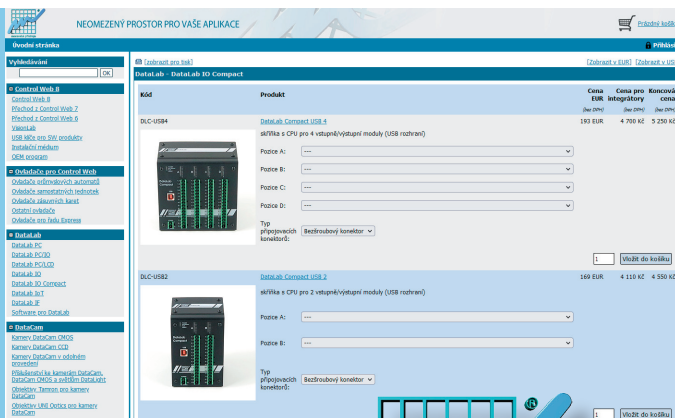 NEOMEZENÝ PROSTOR PRO VAŠE APLIKACE
Prázdný košík
Úvodní stránka
Přihlásit
Vyhledávání
OK
Control Web 8
Control Web 8
Přechod z Control Web 7
Přechod z Control Web 6
VisionLab
USB klíče pro SW produkty
Instalační médium
OEM program
Ovladače pro Control Web
Ovladače průmyslových automatů
Ovladače samostatných jednotek
Ovladače zásuvných karet
Ostatní ovladače
Ovladače pro řadu Express
DataLab
DataLab PC
DataLab PC/IO
DataLab PC/LCD
DataLab IO
DataLab IO Compact
DataLab IoT
DataLab IF
Software pro DataLab
DataCam
Kamery DataCam CMOS
Kamery DataCam CCD
Kamery DataCam v odolném
provedení
Příslušenství ke kamerám DataCam,
DataCam CMOS a světlům DataLight
Objektivy Tamron pro kamery
DataCam
Objektivy UNI Optics pro kamery
DataCam
[zobrazit pro tisk]
[Zobrazit v EUR] [Zobrazit v US
DataLab - DataLab IO Compact
Kód Produkt Cena EUR Cena pro integrátory Koncová cena
(bez DPH) (bez DPH) (bez DPH)
DLC-USB4 DataLab Compact USB 4 193 EUR 4 700 Kč 5 250 Kč
skříňka s CPU pro 4 vstupně/výstupní moduly (USB rozhraní)
Pozice A: ---
Pozice B: ---
Pozice C: ---
Pozice D: ---
Typ
připojovacích Bezšroubový konektor
konektorů:
1 Vložit do košíku
DLC-USB2 DataLab Compact USB 2 169 EUR 4 110 Kč 4 550 Kč
skříňka s CPU pro 2 vstupně/výstupní moduly (USB rozhraní)
Pozice A: ---
Pozice B: ---
Typ
připojovacích Bezšroubový konektor
konektorů:
1 Vložit do košíku